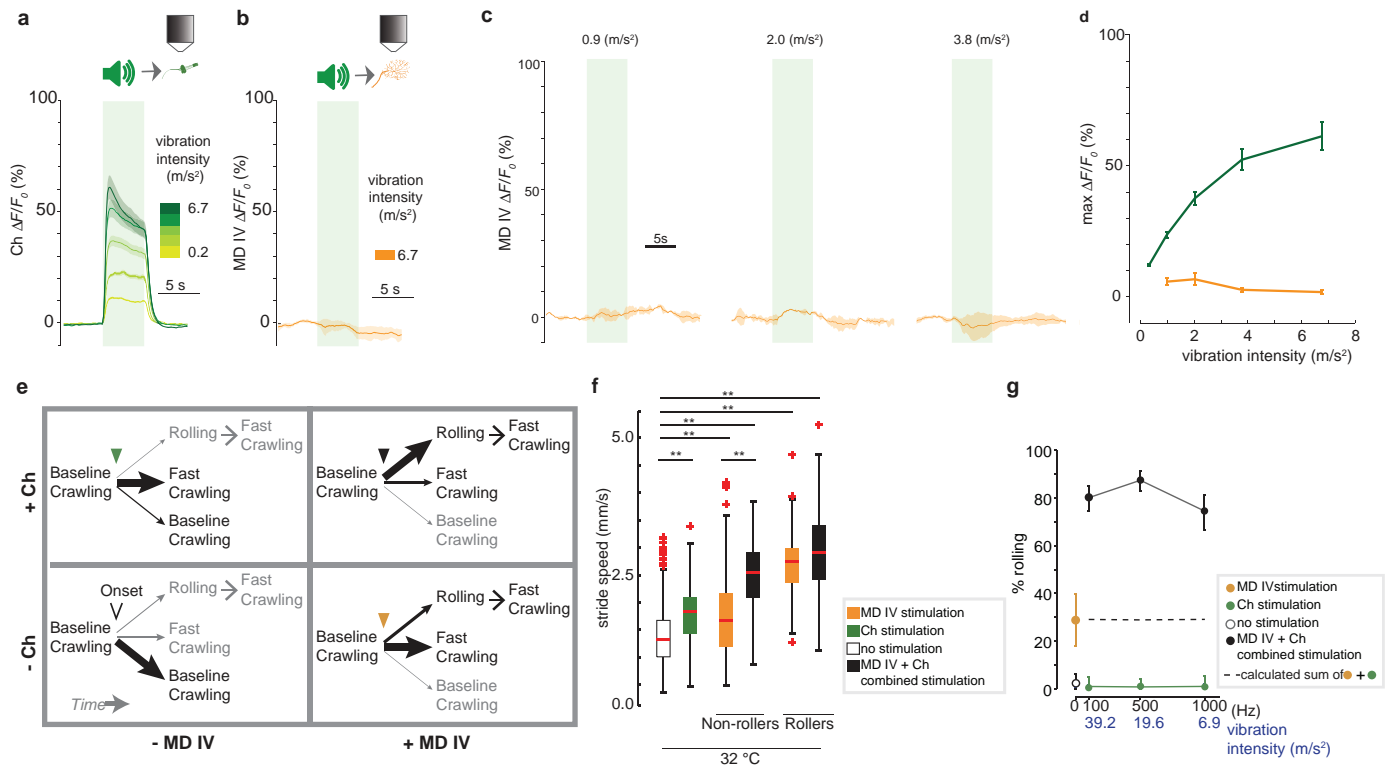 a
100
50
0
Ch ΔF/F0 (%)
vibration
intensity
(m/s²)
6.7
0.2
5 s
b
100
50
0
MD IV ΔF/F0 (%)
vibration
intensity
(m/s²)
6.7
5 s
c
0.9 (m/s²)
2.0 (m/s²)
3.8 (m/s²)
100
50
0
MD IV ΔF/F0 (%)
5s
d
100
50
0
max ΔF/F0 (%)
0 2 4 6 8
vibration intensity (m/s²)
e
+ Ch
- Ch
Baseline
Crawling
Rolling
Fast
Crawling
Fast
Crawling
Baseline
Crawling
Baseline
Crawling
Rolling
Fast
Crawling
Fast
Crawling
Baseline
Crawling
Onset
Baseline
Crawling
Rolling
Fast
Crawling
Fast
Crawling
Baseline
Crawling
Time
Baseline
Crawling
Rolling
Fast
Crawling
Fast
Crawling
Baseline
Crawling
- MD IV
+ MD IV
f
** 
**
**
**
** **
5.0
2.5
0.0
stride speed (mm/s)
Non-rollers Rollers
32 °C
MD IV stimulation
Ch stimulation
no stimulation
MD IV + Ch
combined stimulation
g
100
80
60
40
20
0
% rolling
0 100 500 1000 (Hz)
39.2 19.6 6.9 vibration
intensity (m/s²)
MD IVstimulation
Ch stimulation
no stimulation
MD IV + Ch
combined stimulation
--calculated sum of +